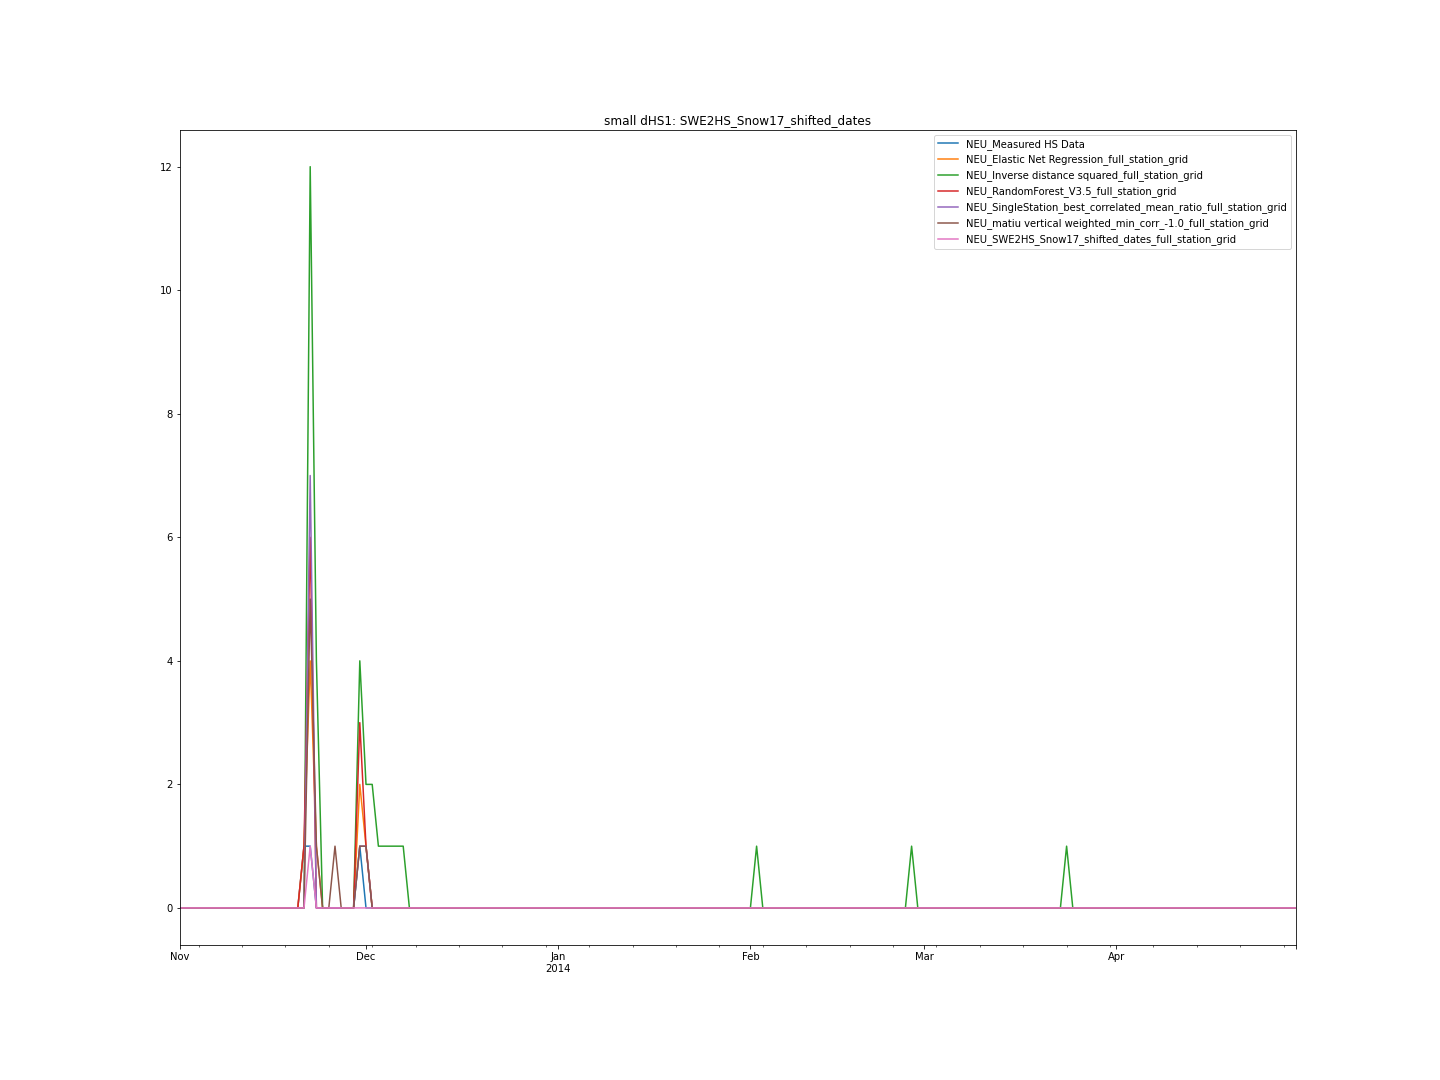 small dHS1: SWE2HS_Snow17_shifted_dates
NEU_Measured HS Data
NEU_Elastic Net Regression_full_station_grid
NEU_Inverse distance squared_full_station_grid
NEU_RandomForest_V3.5_full_station_grid
NEU_SingleStation_best_correlated_mean_ratio_full_station_grid
NEU_matiu vertical weighted_min_corr_-1.0_full_station_grid
NEU_SWE2HS_Snow17_shifted_dates_full_station_grid
12
10
8
6
4
2
0
Nov Dec Jan Feb Mar Apr
2014